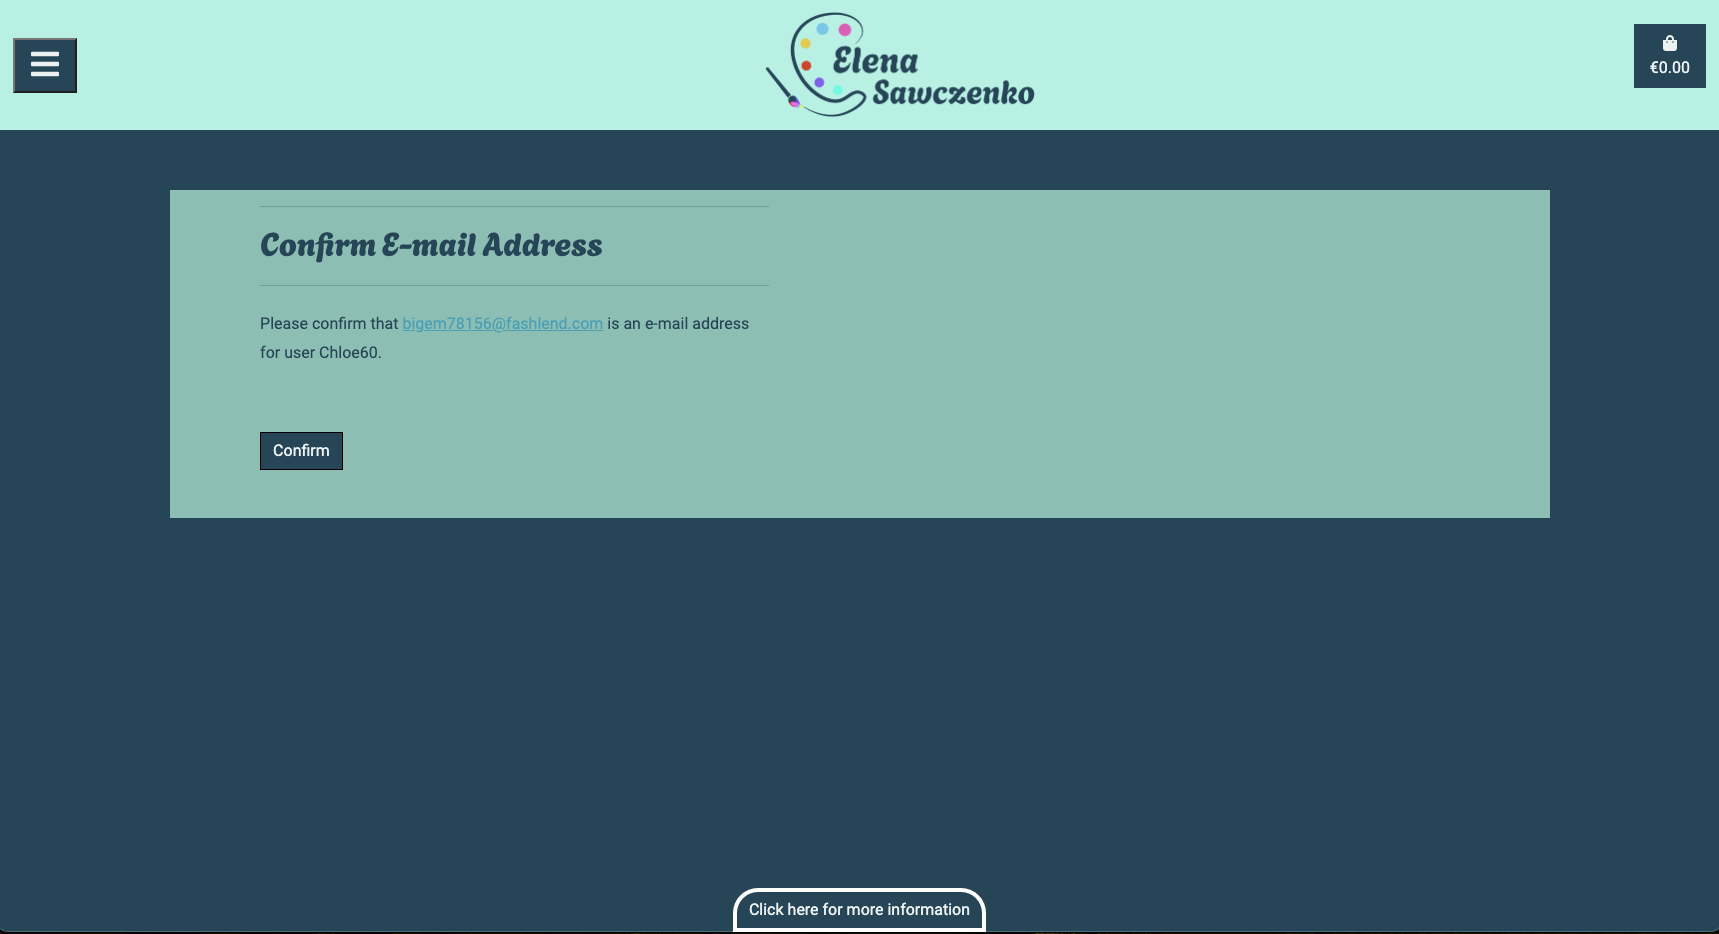 Elena
Sawczenko
€0.00
Confirm E-mail Address
Please confirm that bigem78156@fashlend.com is an e-mail address
for user Chloe60.
Confirm
Click here for more information